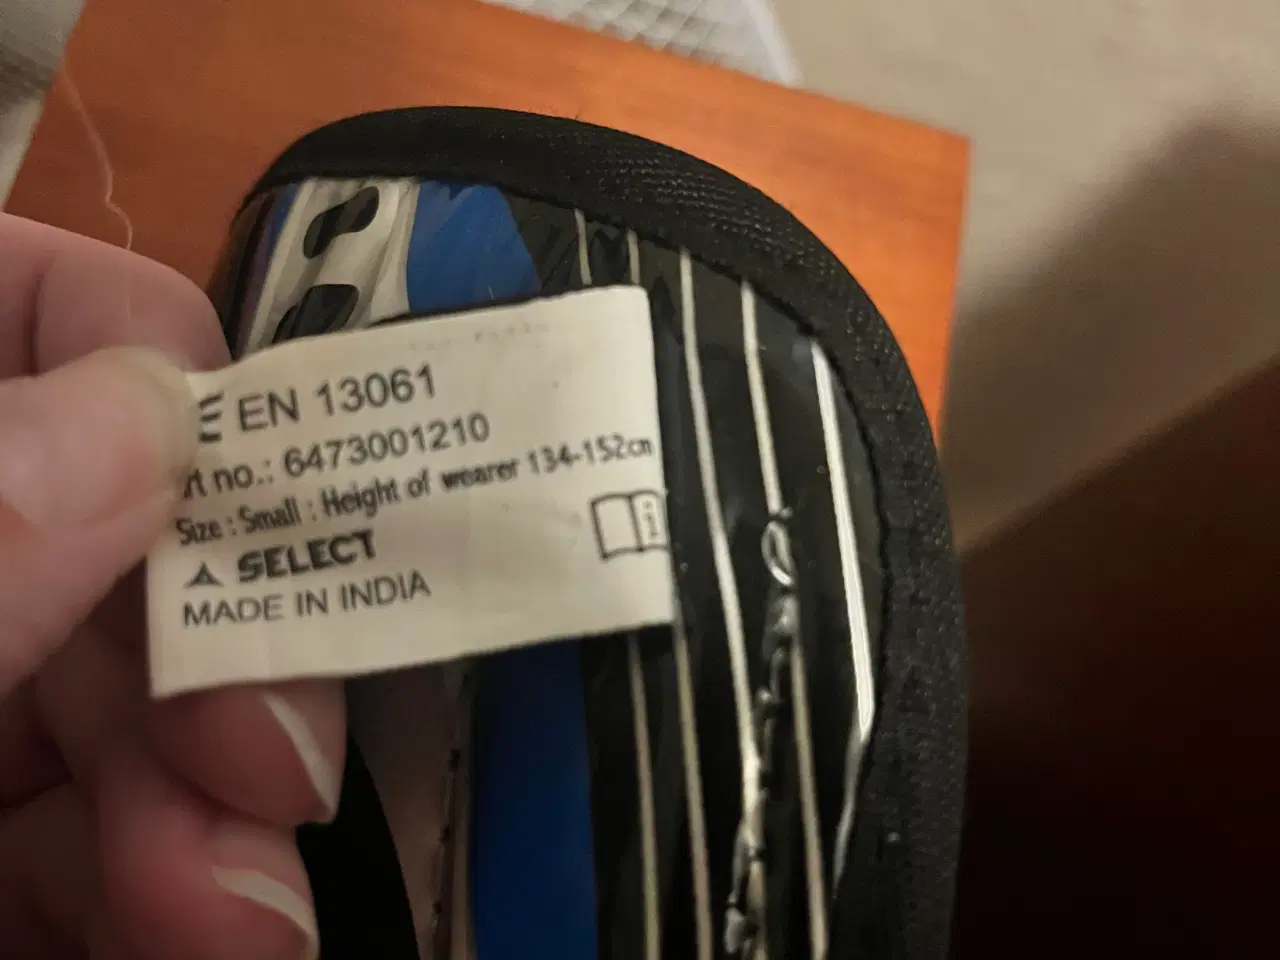 EN 13061
rt no.: 6473001210
Size : Small : Height of wearer 134-152cm
SELECT
MADE IN INDIA